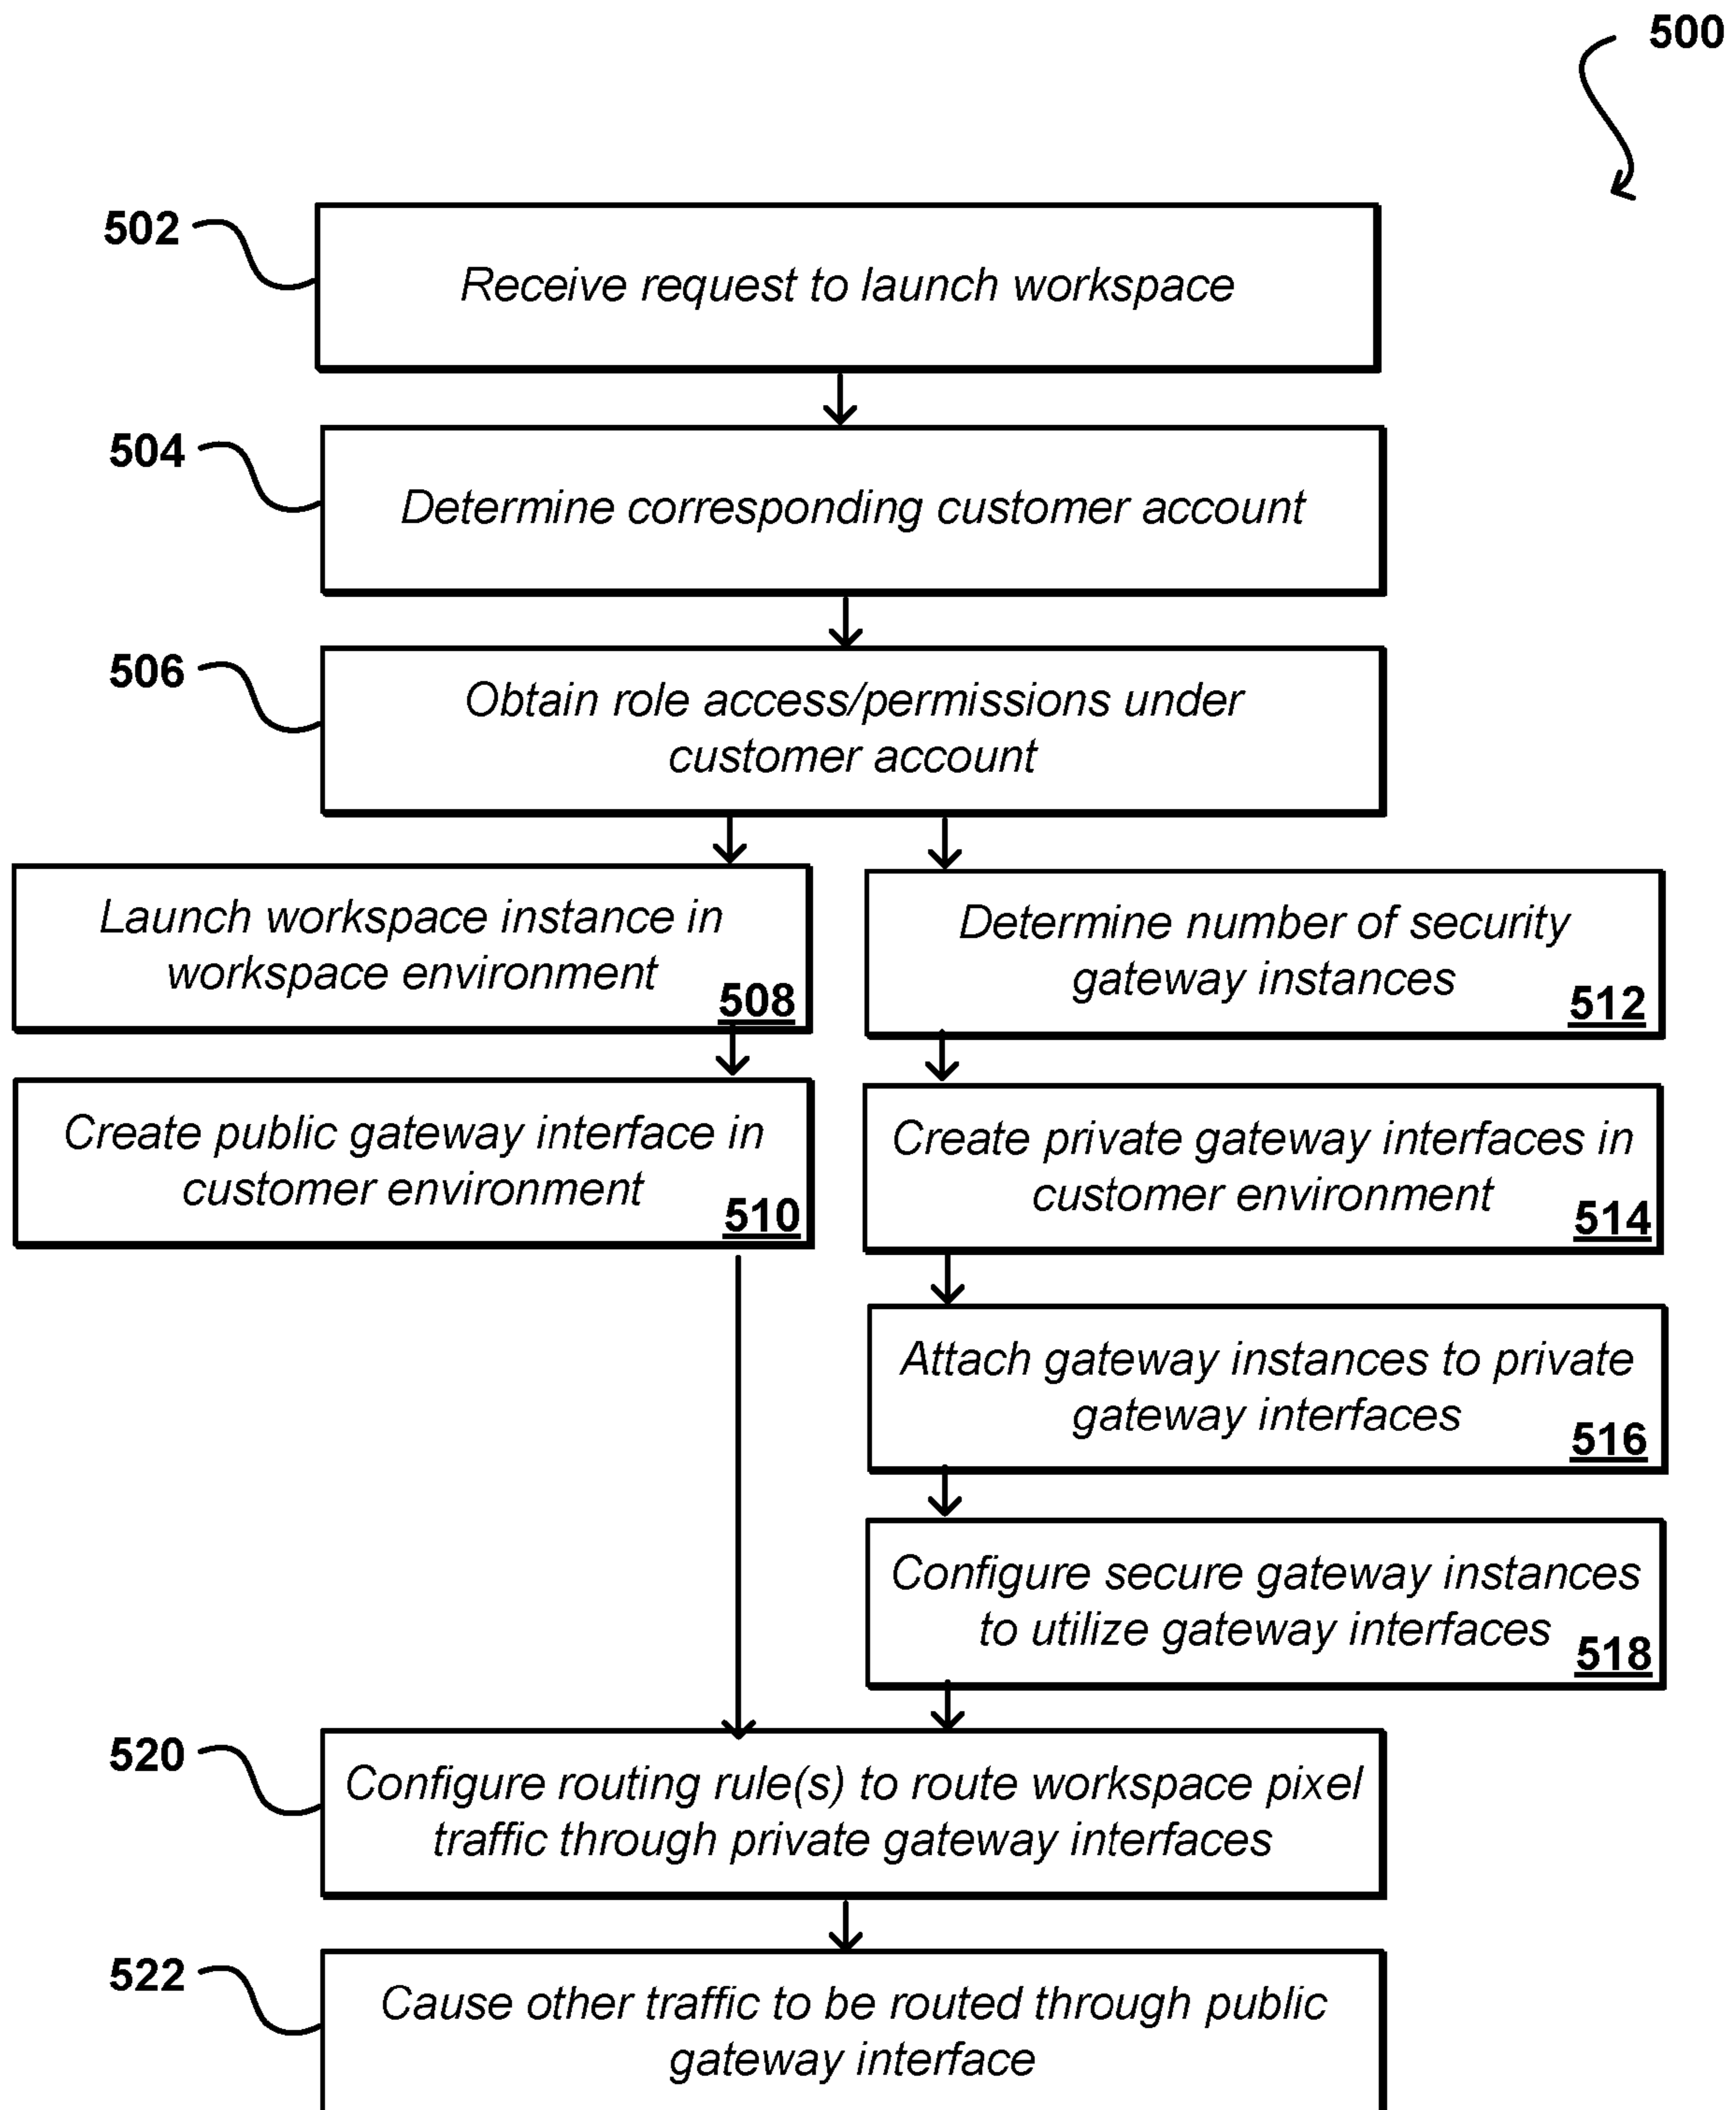 500
502
Receive request to launch workspace
504
Determine corresponding customer account
506
Obtain role access/permissions under
customer account
Launch workspace instance in
workspace environment
508
Create public gateway interface in
customer environment
510
Determine number of security
gateway instances
512
Create private gateway interfaces in
customer environment
514
Attach gateway instances to private
gateway interfaces
516
Configure secure gateway instances
to utilize gateway interfaces
518
520
Configure routing rule(s) to route workspace pixel
traffic through private gateway interfaces
522
Cause other traffic to be routed through public
gateway interface